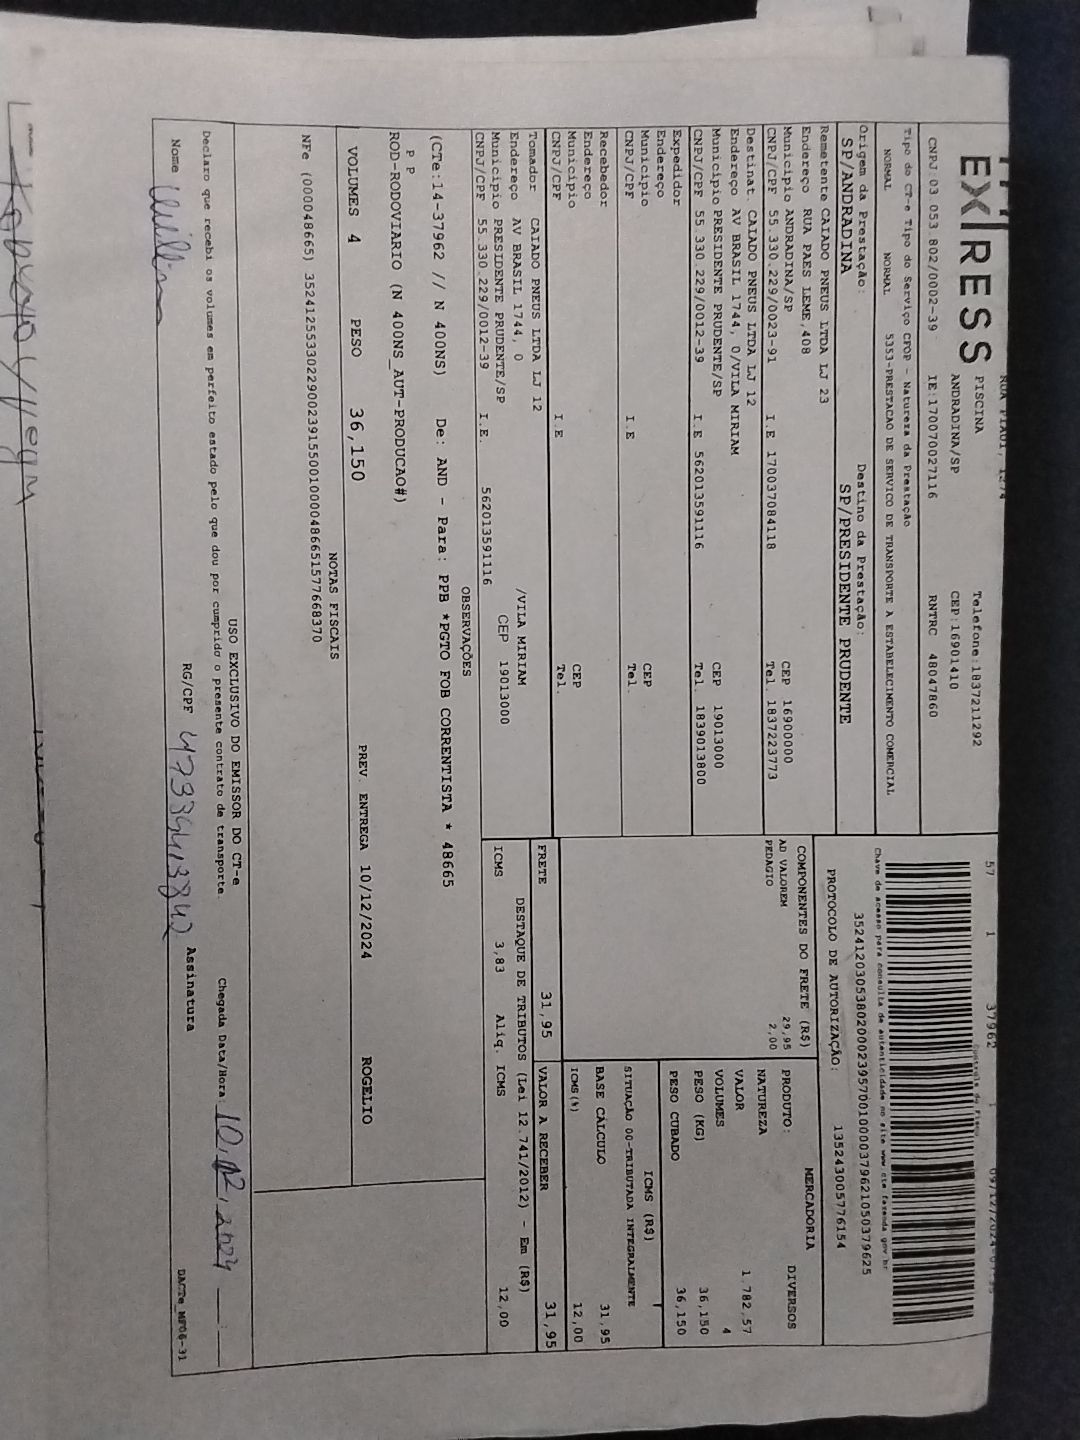 EXPRESS
RUA PIAUI, 1274
PISCINA
ANDRADINA/SP
Telefone:1837211292
CEP:16901410
CNPJ:03.053.802/0002-39 IE:170070027116 RNTRC 48047860
57 1 37962 1
Controle do Fisco
Chave de acesso para consulta de autenticidade no site www.cte.fazenda.gov.br
35241203053802000239570010000379621050379625
PROTOCOLO DE AUTORIZAÇÃO: 135243005776154
Tipo do CT-e Tipo do Serviço CFOP - Natureza da Prestação
NORMAL NORMAL 5353-PRESTACAO DE SERVICO DE TRANSPORTE A ESTABELECIMENTO COMERCIAL
Origem da Prestação: Destino da Prestação:
SP/ANDRADINA SP/PRESIDENTE PRUDENTE
Remetente CAIADO PNEUS LTDA LJ 23
Endereço RUA PAES LEME,408
Municipio ANDRADINA/SP CEP 16900000
CNPJ/CPF 55.330.229/0023-91 I.E 170037084118 Tel. 1837223773
Destinat. CAIADO PNEUS LTDA LJ 12
Endereço AV BRASIL 1744, 0/VILA MIRIAM
Municipio PRESIDENTE PRUDENTE/SP CEP 19013000
CNPJ/CPF 55.330.229/0012-39 I.E 562013591116 Tel. 1839013800
Expedidor
Endereço
Municipio CEP
CNPJ/CPF I.E Tel.
Recebedor
Endereço
Municipio CEP
CNPJ/CPF I.E Tel.
Tomador CAIADO PNEUS LTDA LJ 12
Endereço AV BRASIL 1744, 0 /VILA MIRIAM
Municipio PRESIDENTE PRUDENTE/SP CEP 19013000
CNPJ/CPF 55.330.229/0012-39 I.E. 562013591116
COMPONENTES DO FRETE (R$)
AD VALOREM 29,95
PEDAGIO 2,00
MERCADORIA
PRODUTO: DIVERSOS
NATUREZA
VALOR 1.782,57
VOLUMES 4
PESO (KG) 36,150
PESO CUBADO 36,150
ICMS (R$)
SITUAÇÃO 00-TRIBUTADA INTEGRALMENTE
BASE CÁLCULO 31,95
ICMS(%) 12,00
FRETE 31,95 VALOR A RECEBER 31,95
DESTAQUE DE TRIBUTOS (Lei 12.741/2012) - Em (R$)
ICMS 3,83 Aliq. ICMS 12,00
OBSERVAÇÕES
(CTe:14-37962 // N 400NS) De: AND - Para: PPB *PGTO FOB CORRENTISTA * 48665
P P
ROD-RODOVIARIO (N 400NS_AUT-PRODUCAO#)
VOLUMES 4 PESO 36,150 PREV. ENTREGA 10/12/2024 ROGELIO
NOTAS FISCAIS
NFe (000048665) 35241255330229002391550010000486651577668370
USO EXCLUSIVO DO EMISSOR DO CT-e
Declaro que recebi os volumes em perfeito estado pelo que dou por cumprido o presente contrato de transporte. Chegada Data/Hora: 10,12,2024 __:__
Nome RG/CPF 47339413842 Assinatura
DACTe_MF06-31